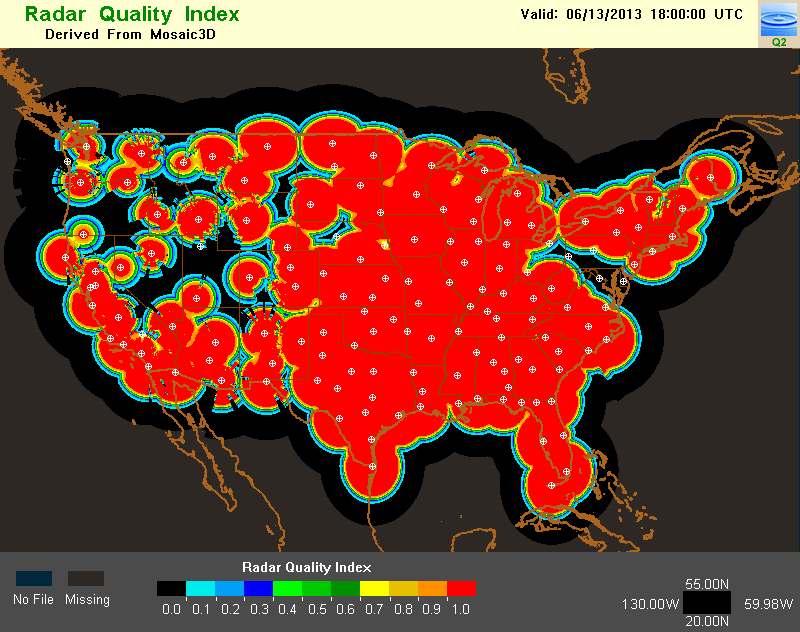 Radar Quality Index
Derived From Mosaic3D
Valid: 06/13/2013 18:00:00 UTC
Q2
No File
Missing
Radar Quality Index
0.0 0.1 0.2 0.3 0.4 0.5 0.6 0.7 0.8 0.9 1.0
55.00N
130.00W 59.98W
20.00N